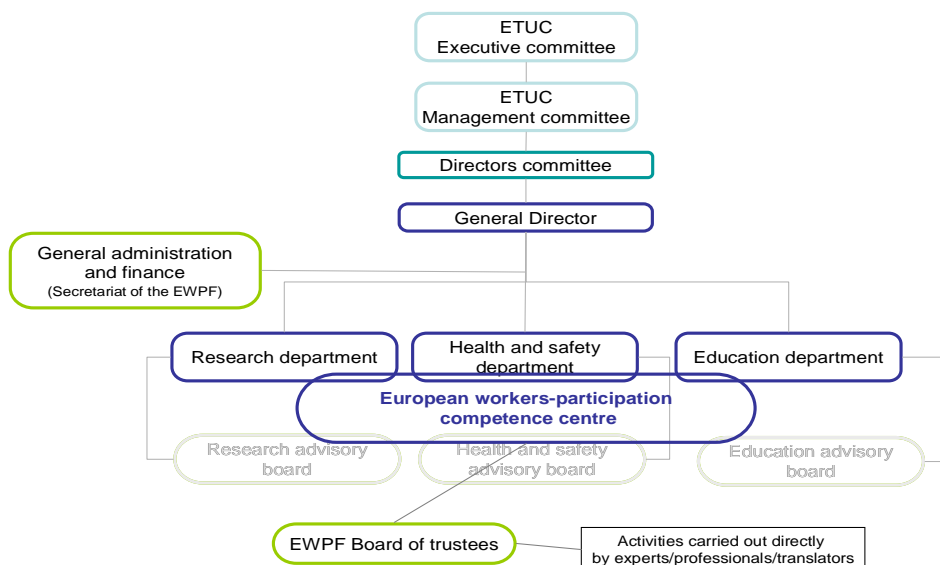 ETUC
Executive committee
ETUC
Management committee
Directors committee
General Director
General administration
and finance
(Secretariat of the EWPF)
Research department
Health and safety
department
Education department
European workers-participation
competence centre
Research advisory
board
Health and safety
advisory board
Education advisory
board
EWPF Board of trustees
Activities carried out directly
by experts/professionals/translators